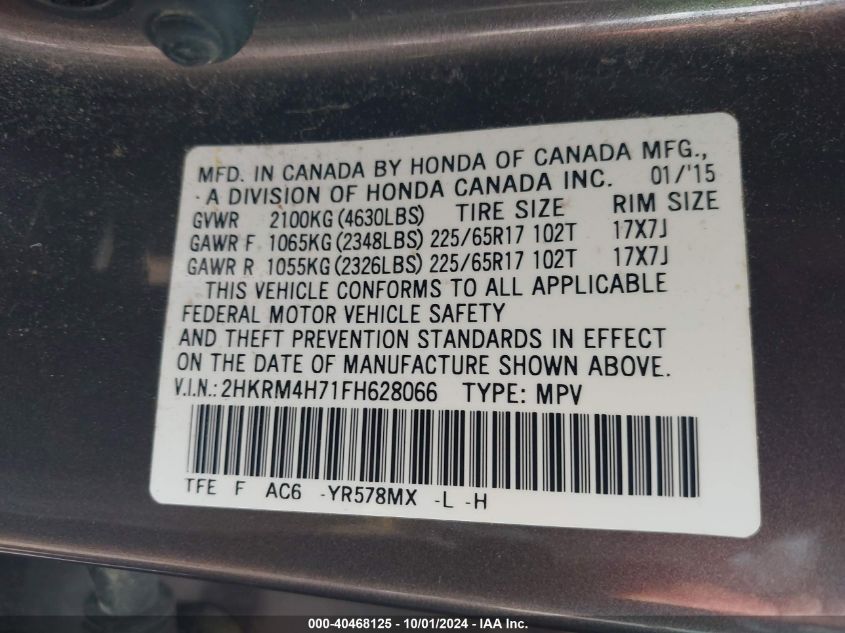 MFD. IN CANADA BY HONDA OF CANADA MFG.,
A DIVISION OF HONDA CANADA INC. 01/'15
GVWR 2100KG (4630LBS) TIRE SIZE RIM SIZE
GAWR F 1065KG (2348LBS) 225/65R17 102T 17X7J
GAWR R 1055KG (2326LBS) 225/65R17 102T 17X7J
THIS VEHICLE CONFORMS TO ALL APPLICABLE
FEDERAL MOTOR VEHICLE SAFETY
AND THEFT PREVENTION STANDARDS IN EFFECT
ON THE DATE OF MANUFACTURE SHOWN ABOVE.
V.I.N.: 2HKRM4H71FH628066 TYPE: MPV
TFE F AC6 -YR578MX -L -H
000-40468125 - 10/01/2024 - IAA Inc.